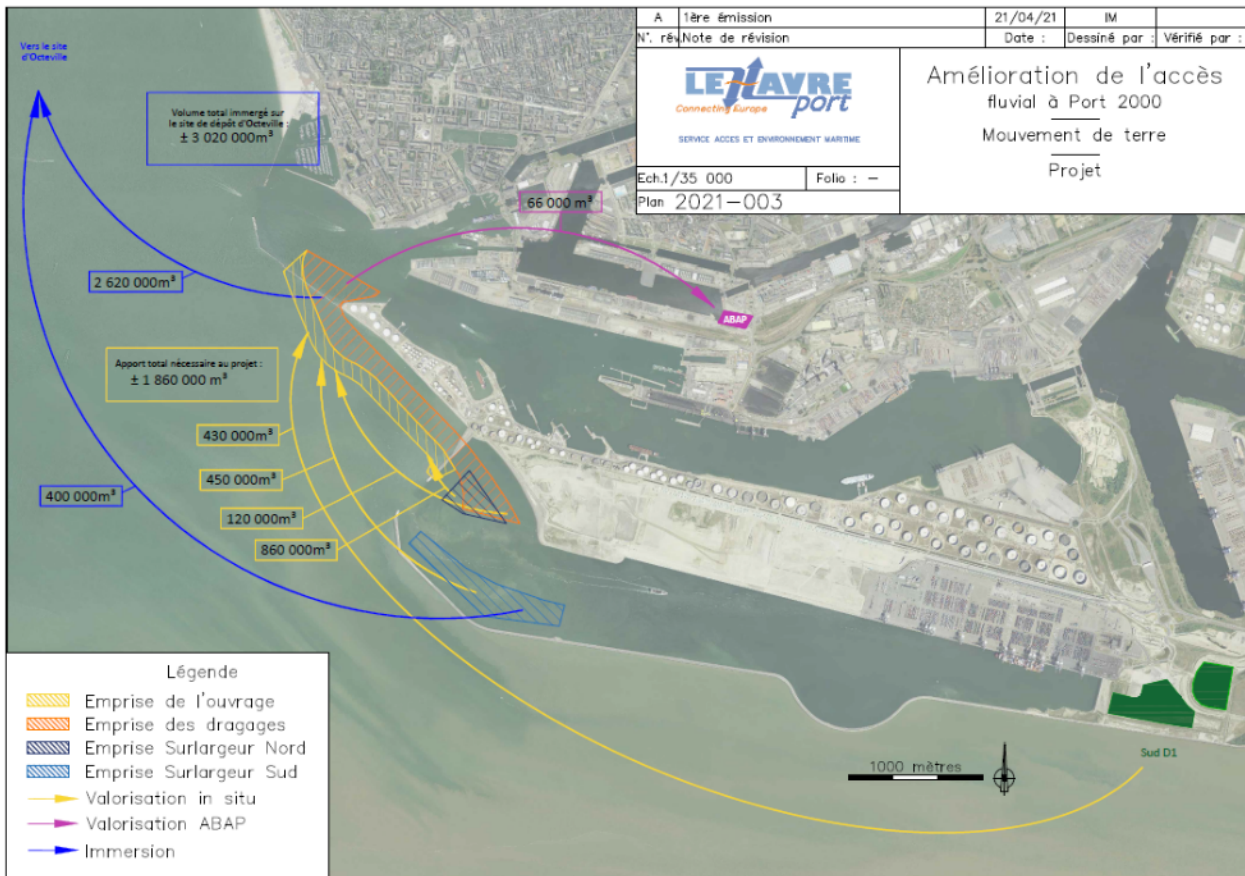 A 1ère émission 21/04/21 IM
N°. rév. Note de révision Date : Dessiné par : Vérifié par :
LE HAVRE
port
Connecting Europe
SERVICE ACCES ET ENVIRONNEMENT MARITIME
Ech.1/35 000 Folio : —
Plan 2021-003
Amélioration de l'accès
fluvial à Port 2000
Mouvement de terre
Projet
Vers le site
d'Octeville
Volume total immergé sur
le site de dépôt d'Octeville :
± 3 020 000m³
66 000 m³
2 620 000m³
ABAP
Apport total nécessaire au projet :
± 1 860 000 m³
430 000m³
450 000m³
400 000m³
120 000m³
860 000m³
Légende
Emprise de l'ouvrage
Emprise des dragages
Emprise Surlargeur Nord
Emprise Surlargeur Sud
Valorisation in situ
Valorisation ABAP
Immersion
1000 mètres
Sud D1